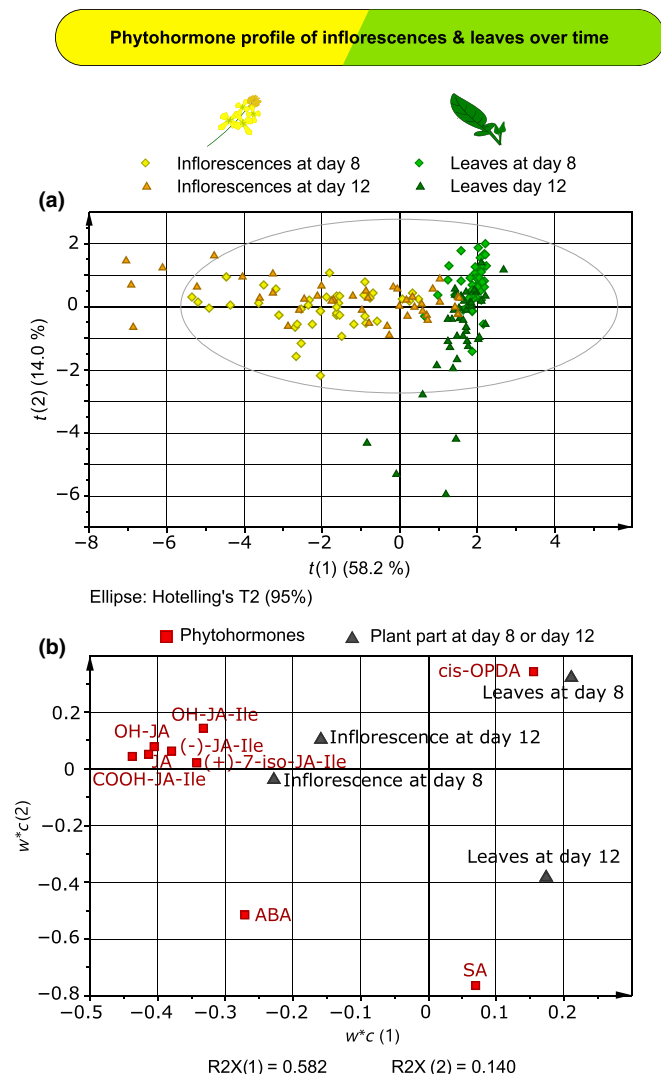 Phytohormone profile of inflorescences & leaves over time
Inflorescences at day 8
Leaves at day 8
Inflorescences at day 12
Leaves day 12
(a)
2
0
−2
−4
−6
t(2) (14.0 %)
−8
−6
−4
−2
0
2
4
t(1) (58.2 %)
Ellipse: Hotelling's T2 (95%)
Phytohormones
Plant part at day 8 or day 12
(b)
cis-OPDA
Leaves at day 8
OH-JA-Ile
OH-JA
Inflorescence at day 12
(-)-JA-Ile
JA
(+)-7-iso-JA-Ile
COOH-JA-Ile
Inflorescence at day 8
Leaves at day 12
ABA
SA
0.2
0
−0.2
−0.4
−0.6
−0.8
w*c(2)
−0.5
−0.4
−0.3
−0.2
−0.1
0
0.1
0.2
w*c (1)
R2X(1) = 0.582
R2X (2) = 0.140